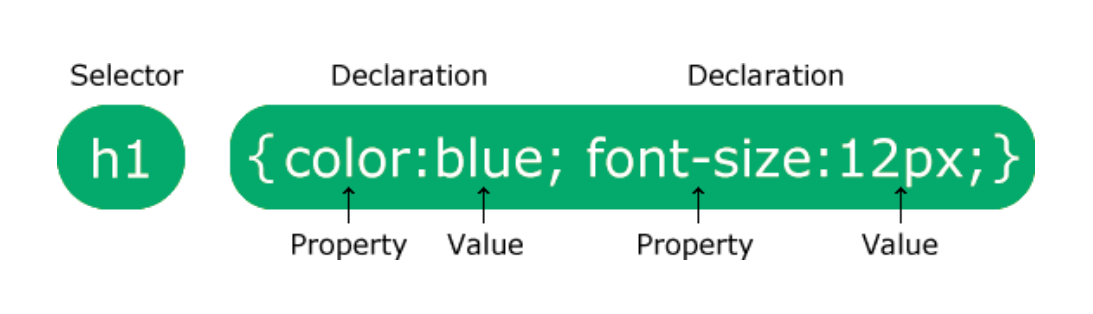 Selector Declaration Declaration
h1 {color:blue; font-size:12px;}
Property Value Property Value